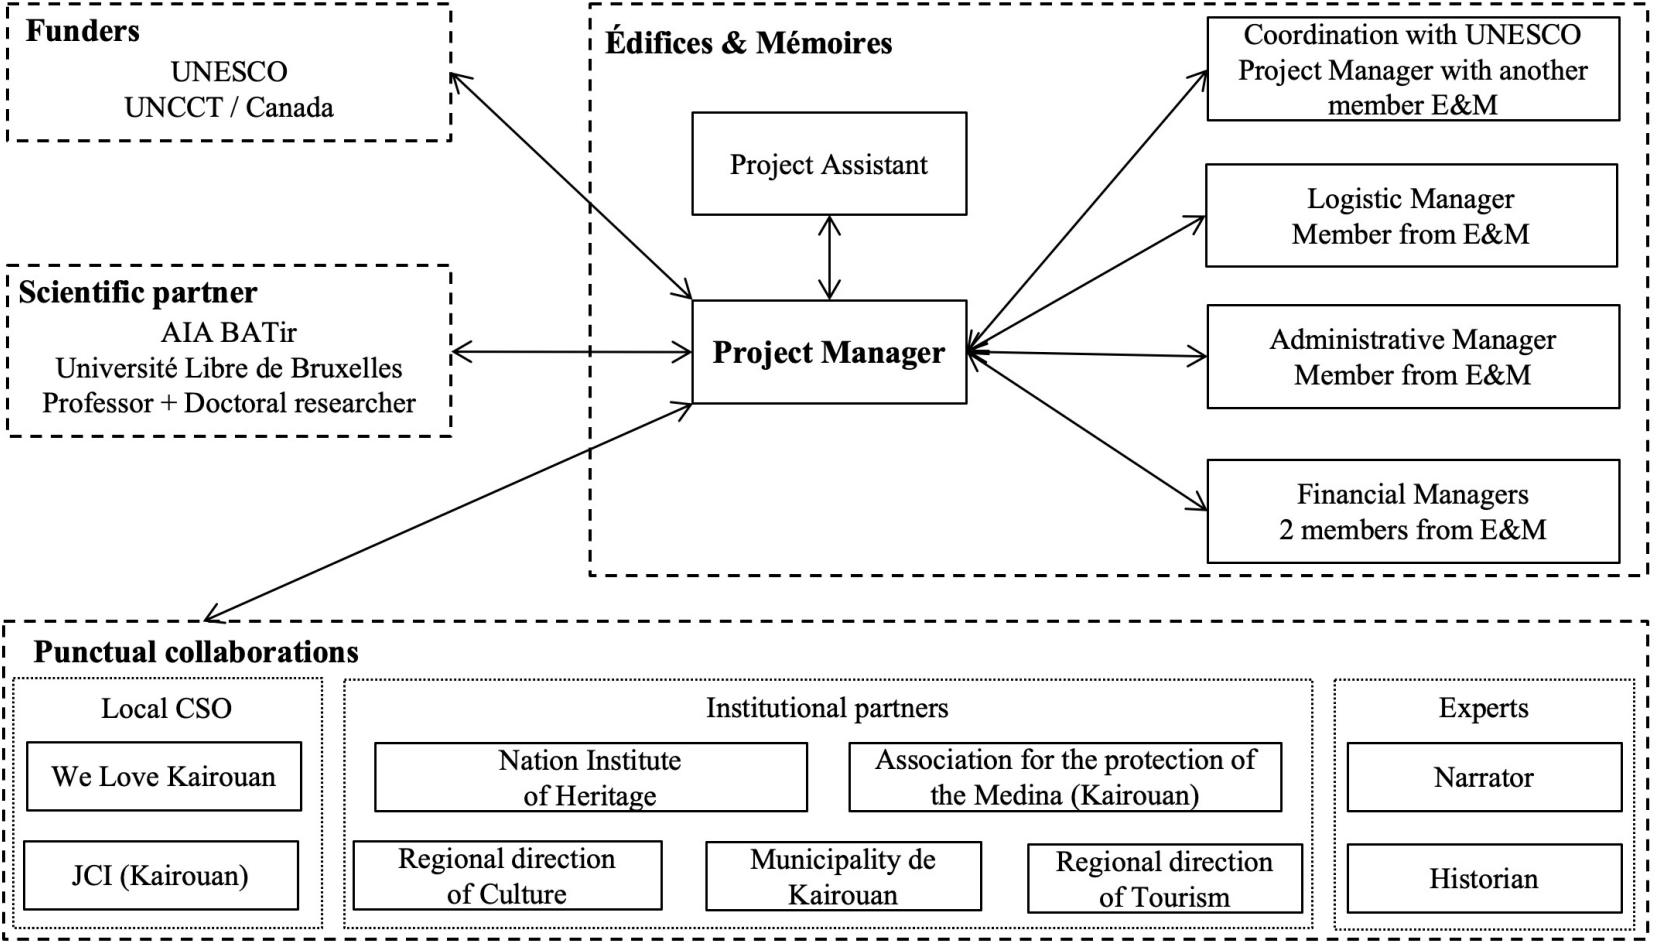 Funders
UNESCO
UNCCT / Canada
Scientific partner
AIA BATir
Université Libre de Bruxelles
Professor + Doctoral researcher
Édifices & Mémoires
Project Assistant
Project Manager
Coordination with UNESCO
Project Manager with another
member E&M
Logistic Manager
Member from E&M
Administrative Manager
Member from E&M
Financial Managers
2 members from E&M
Punctual collaborations
Local CSO
We Love Kairouan
JCI (Kairouan)
Institutional partners
Nation Institute
of Heritage
Association for the protection of
the Medina (Kairouan)
Regional direction
of Culture
Municipality de
Kairouan
Regional direction
of Tourism
Experts
Narrator
Historian